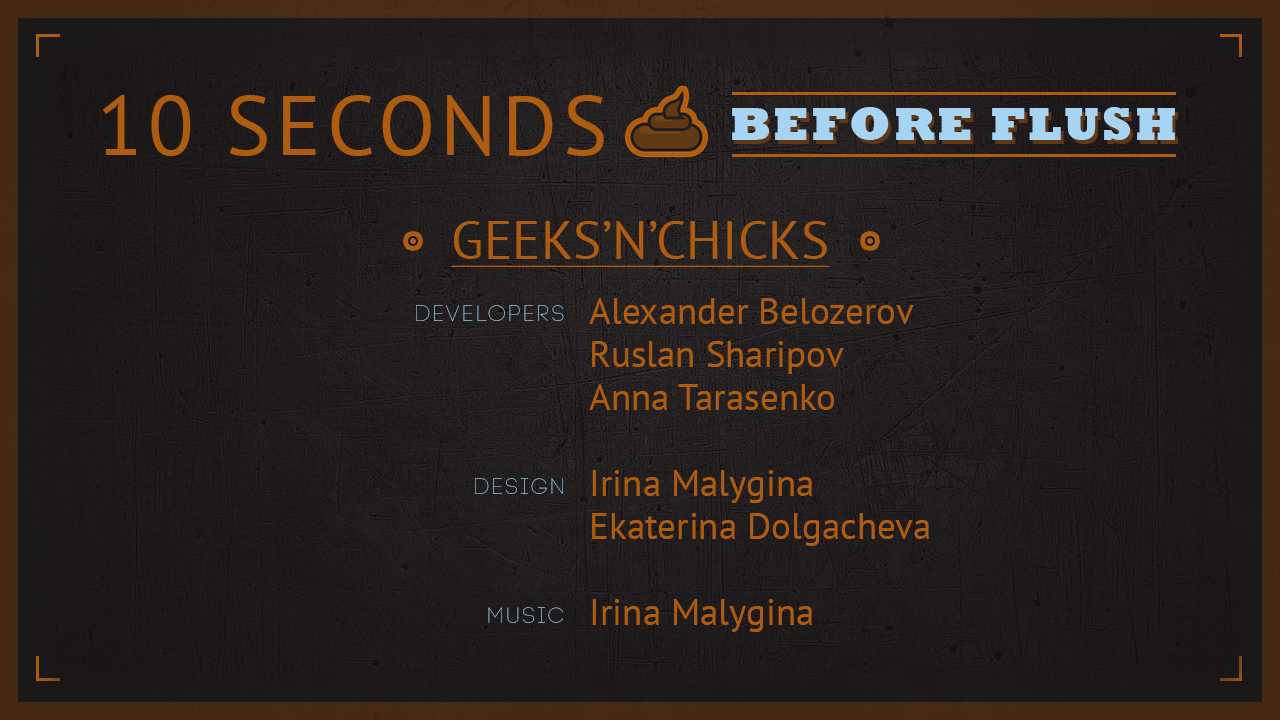 10 SECONDS BEFORE FLUSH
GEEKS’N’CHICKS
DEVELOPERS Alexander Belozerov
Ruslan Sharipov
Anna Tarasenko
DESIGN Irina Malygina
Ekaterina Dolgacheva
MUSIC Irina Malygina